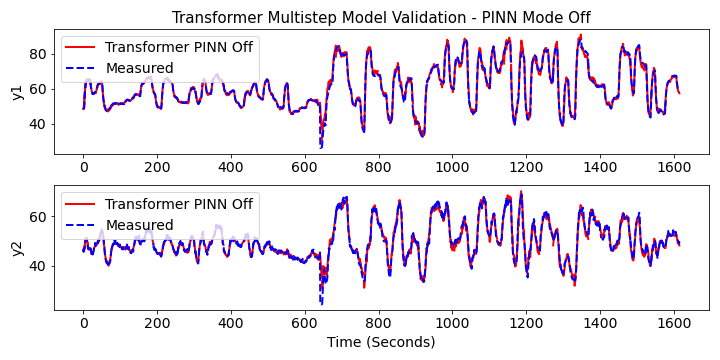 Transformer Multistep Model Validation - PINN Mode Off
y1
80
60
40
Transformer PINN Off
Measured
0 200 400 600 800 1000 1200 1400 1600
y2
60
40
Transformer PINN Off
Measured
0 200 400 600 800 1000 1200 1400 1600
Time (Seconds)